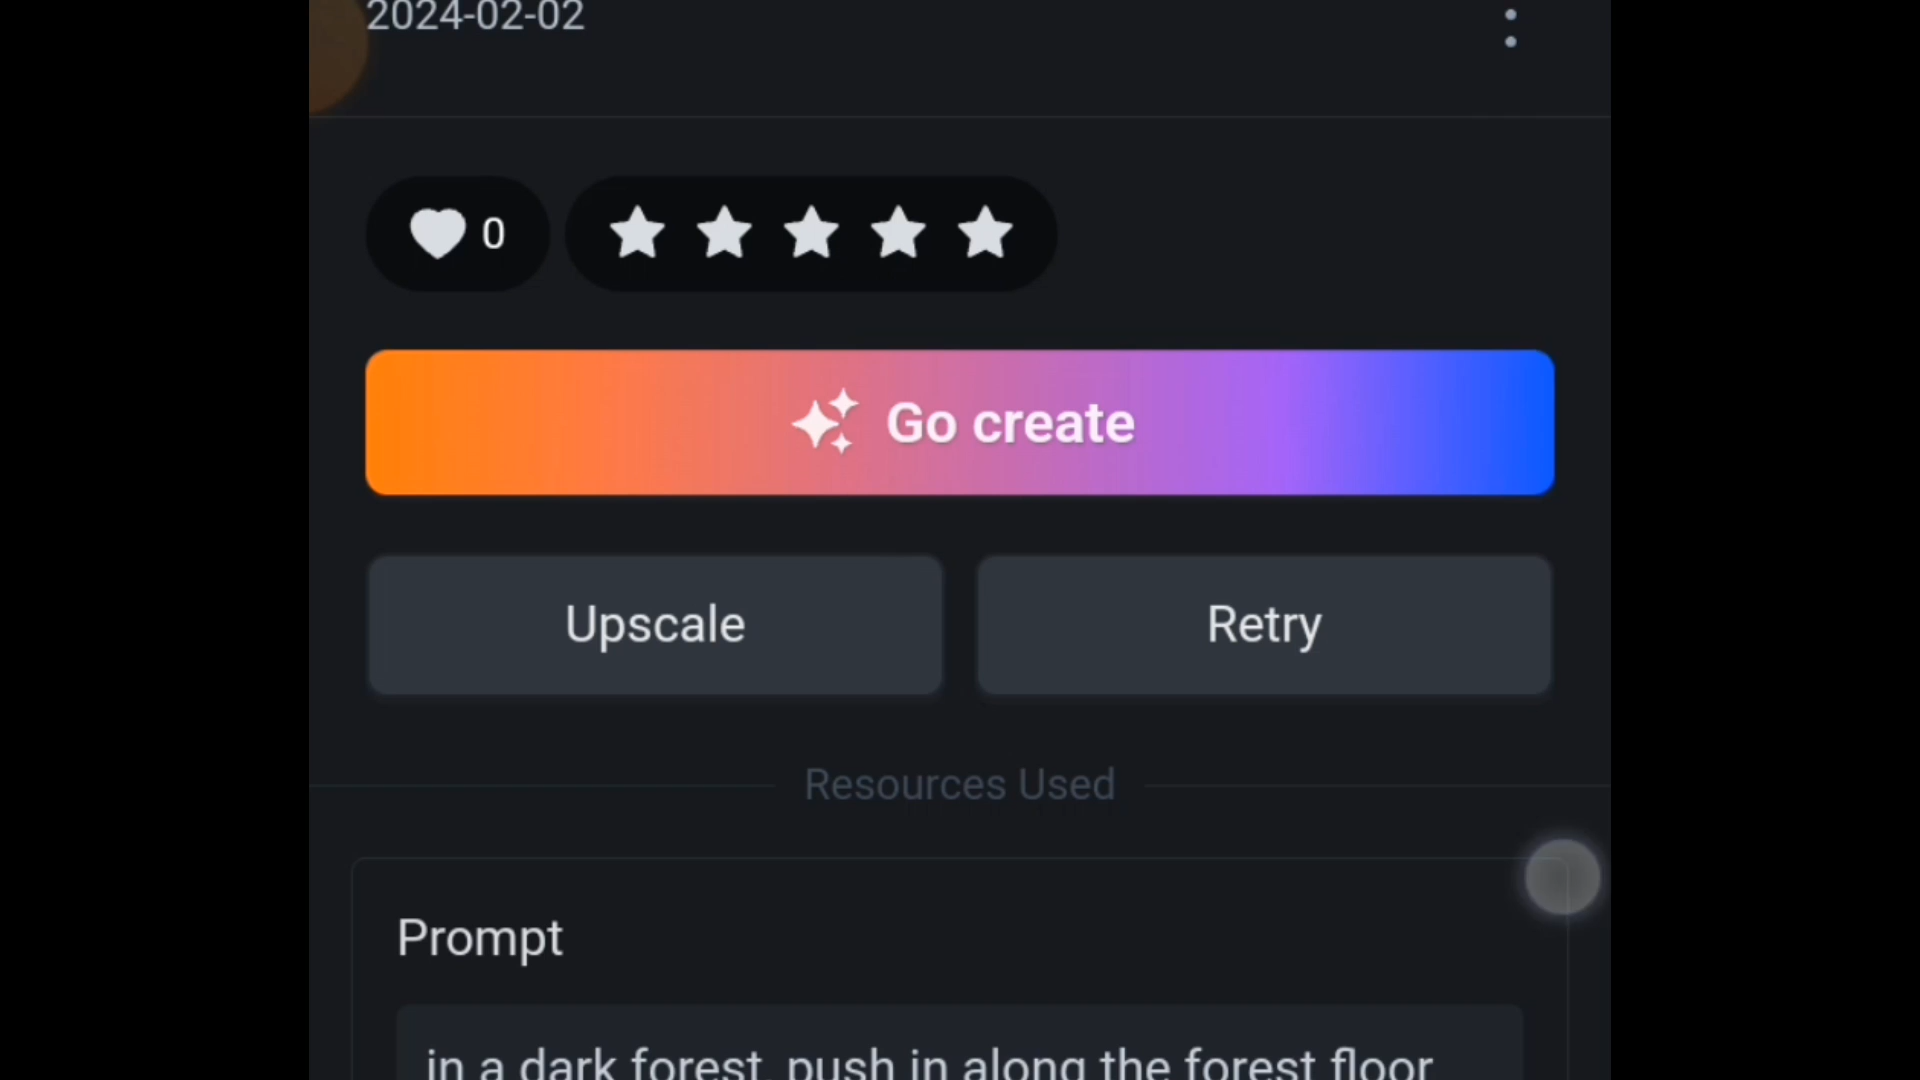 2024-02-02
0
Go create
Upscale
Retry
Resources Used
Prompt
in a dark forest, push in along the forest floor